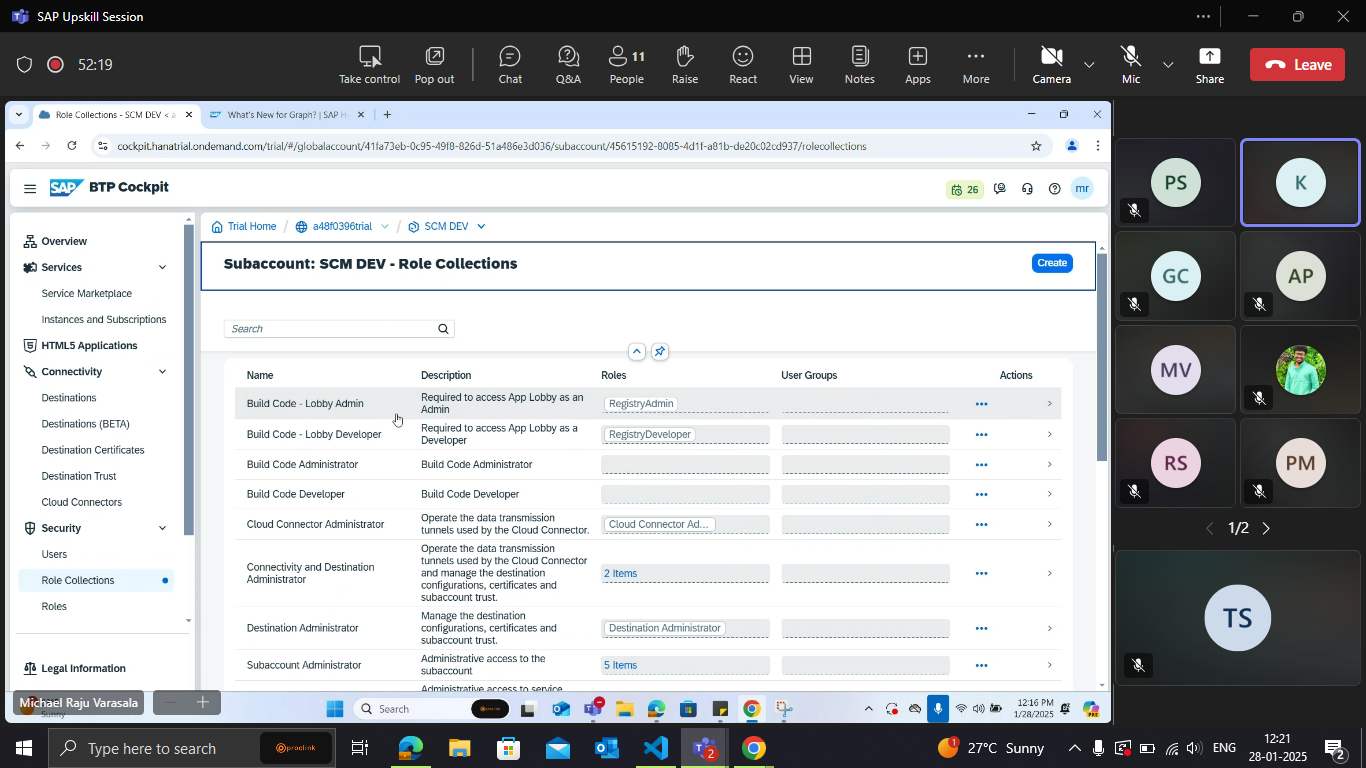 SAP Upskill Session
52:19
Take control
Pop out
Chat
Q&A
11
People
Raise
React
View
Notes
Apps
More
Camera
Mic
Share
Leave
Role Collections - SCM DEV < a
What's New for Graph? | SAP H
cockpit.hanatrial.ondemand.com/trial/#/globalaccount/41fa73eb-0c95-49f8-826d-51a486e3d036/subaccount/45615192-8085-4d1f-a81b-de20c02cd937/rolecollections
SAP BTP Cockpit
26
mr
Overview
Services
Service Marketplace
Instances and Subscriptions
HTML5 Applications
Connectivity
Destinations
Destinations (BETA)
Destination Certificates
Destination Trust
Cloud Connectors
Security
Users
Role Collections
Roles
Legal Information
Trial Home / a48f0396trial / SCM DEV
Subaccount: SCM DEV - Role Collections
Create
Search
Name Description Roles User Groups Actions
Build Code - Lobby Admin
Required to access App Lobby as an
Admin
RegistryAdmin
Build Code - Lobby Developer
Required to access App Lobby as a
Developer
RegistryDeveloper
Build Code Administrator
Build Code Administrator
Build Code Developer
Build Code Developer
Cloud Connector Administrator
Operate the data transmission
tunnels used by the Cloud Connector.
Cloud Connector Ad...
Connectivity and Destination
Administrator
Operate the data transmission
tunnels used by the Cloud Connector
and manage the destination
configurations, certificates and
subaccount trust.
2 Items
Destination Administrator
Manage the destination
configurations, certificates and
subaccount trust.
Destination Administrator
Subaccount Administrator
Administrative access to the
subaccount
5 Items
Administrative access to service
PS
K
GC
AP
MV
RS
PM
1/2
TS
Michael Raju Varasala
Sunny
Search
12:16 PM
1/28/2025
Type here to search
proclink
2
27°C Sunny
ENG
12:21
28-01-2025
2